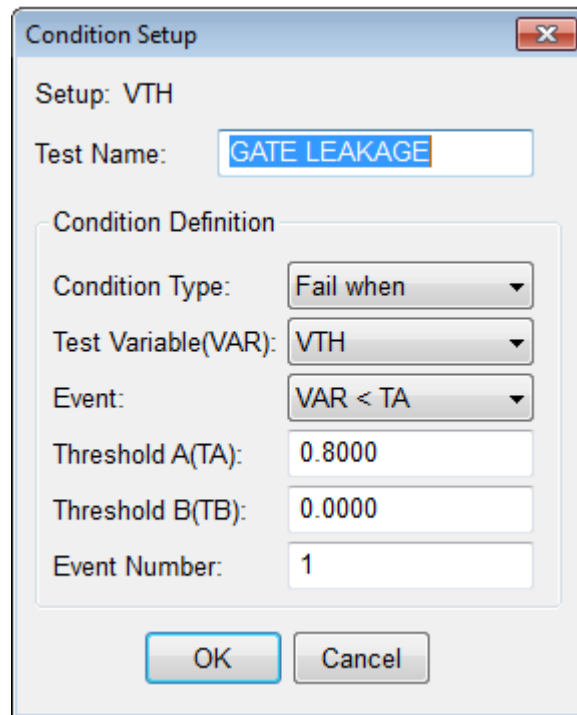 Condition Setup
Setup: VTH
Test Name: GATE LEAKAGE
Condition Definition
Condition Type: Fail when
Test Variable(VAR): VTH
Event: VAR < TA
Threshold A(TA): 0.8000
Threshold B(TB): 0.0000
Event Number: 1
OK Cancel